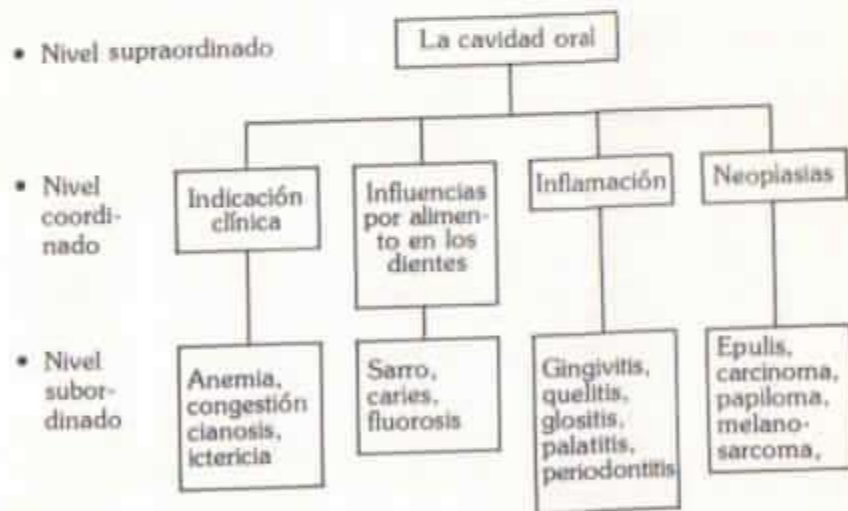 • Nivel supraordinado
La cavidad oral
• Nivel
coordi-
nado
Indicación
clínica
Influencias
por alimen-
to en los
dientes
Inflamación
Neoplasias
• Nivel
subor-
dinado
Anemia,
congestión
cianosis,
ictericia
Sarro,
caries,
fluorosis
Gingivitis,
quelitis,
glositis,
palatitis,
periodontitis
Epulis,
carcinoma,
papiloma,
melano-
sarcoma,